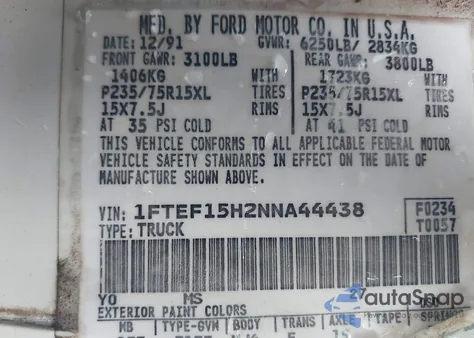 MFD. BY FORD MOTOR CO. IN U.S.A.
DATE: 12/91 GVWR: 6250LB/ 2834KG
FRONT GAWR: 3100LB REAR GAWR: 3800LB
1406KG WITH 1723KG WITH
P235/75R15XL TIRES P235/75R15XL TIRES
15X7.5J RIMS 15X7.5J RIMS
AT 35 PSI COLD AT 41 PSI COLD
THIS VEHICLE CONFORMS TO ALL APPLICABLE FEDERAL MOTOR
VEHICLE SAFETY STANDARDS IN EFFECT ON THE DATE OF
MANUFACTURE SHOWN ABOVE.
VIN: 1FTEF15H2NNA44438 F0234
TYPE: TRUCK T0057
YO MS 27 DSO
autoSnap
EXTERIOR PAINT COLORS
WB TYPE-GVW BODY TRANS AXLE TAPE SPRING